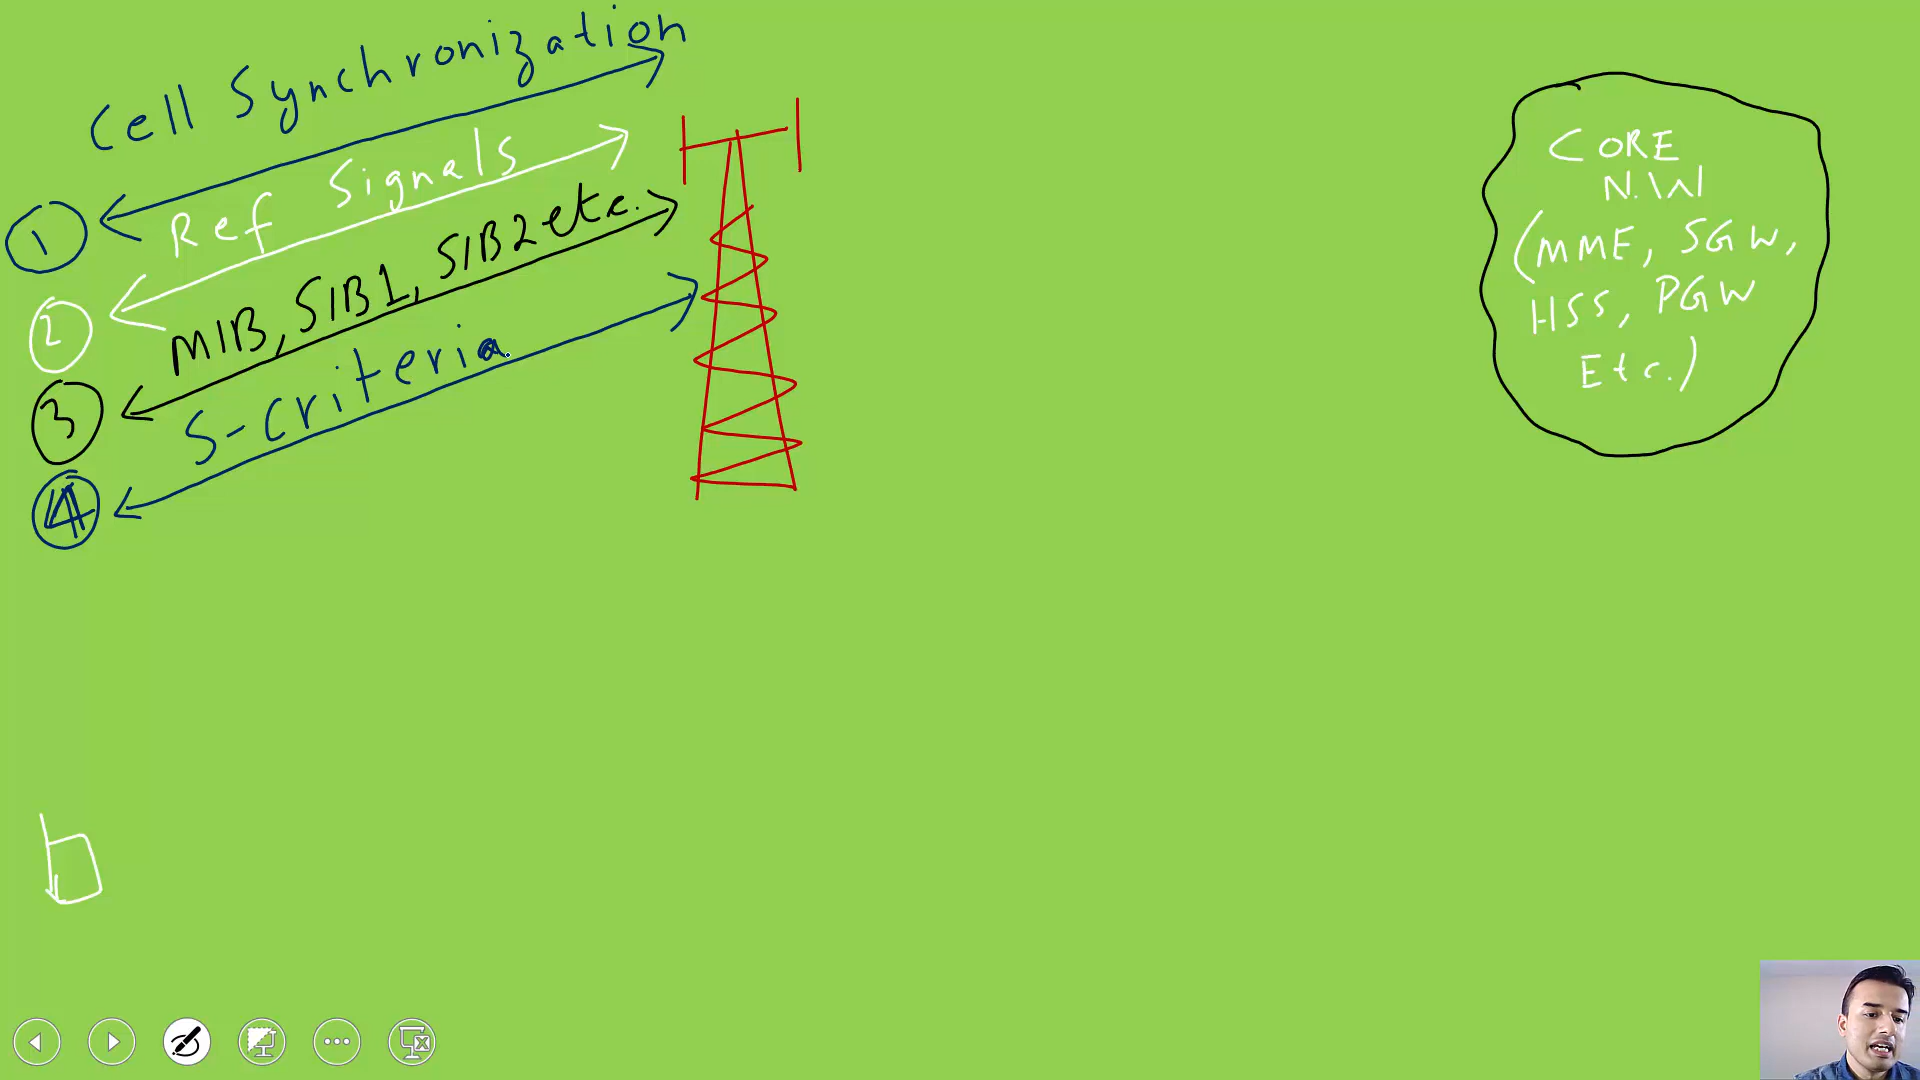 Cell Synchronization
1
Ref Signals
2
MIB, SIB1, SIB2 etc.
3
S-Criteria
4
CORE
N.W
(MME, SGW,
HSS, PGW
Etc.)